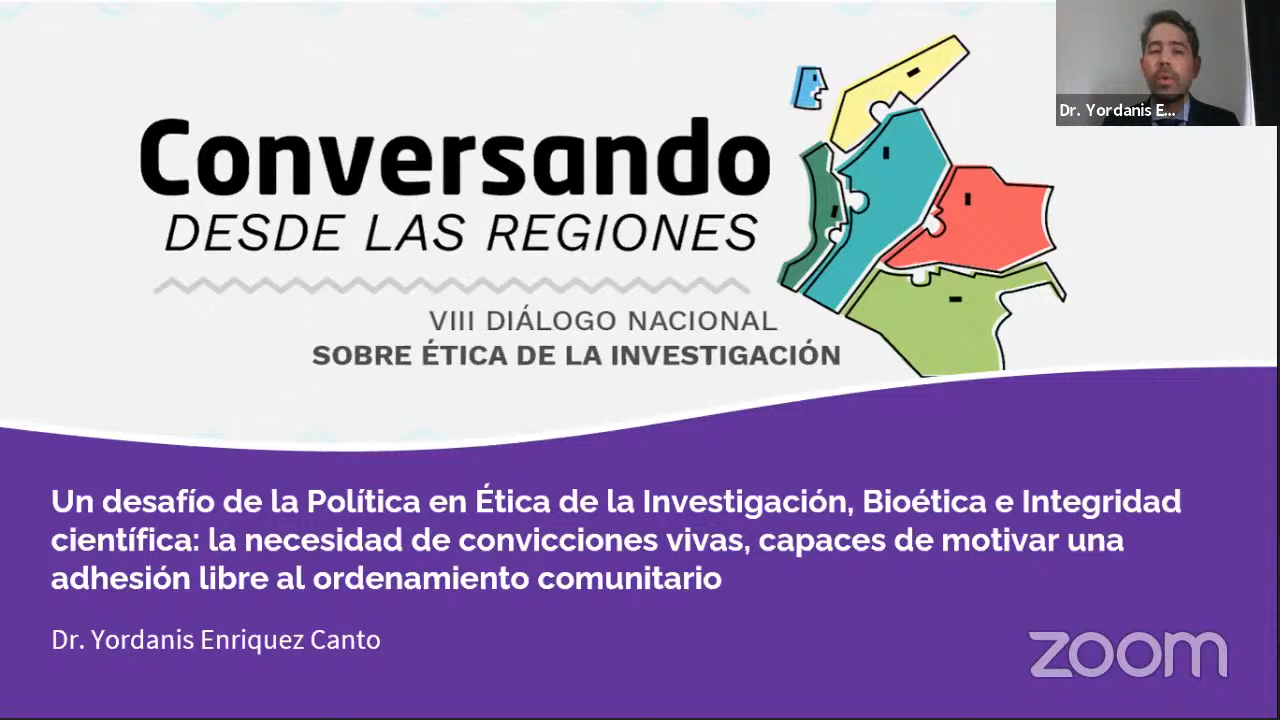 Conversando
DESDE LAS REGIONES
VIII DIÁLOGO NACIONAL
SOBRE ÉTICA DE LA INVESTIGACIÓN
Dr. Yordanis E...
Un desafío de la Política en Ética de la Investigación, Bioética e Integridad
científica: la necesidad de convicciones vivas, capaces de motivar una
adhesión libre al ordenamiento comunitario
Dr. Yordanis Enriquez Canto
zoom